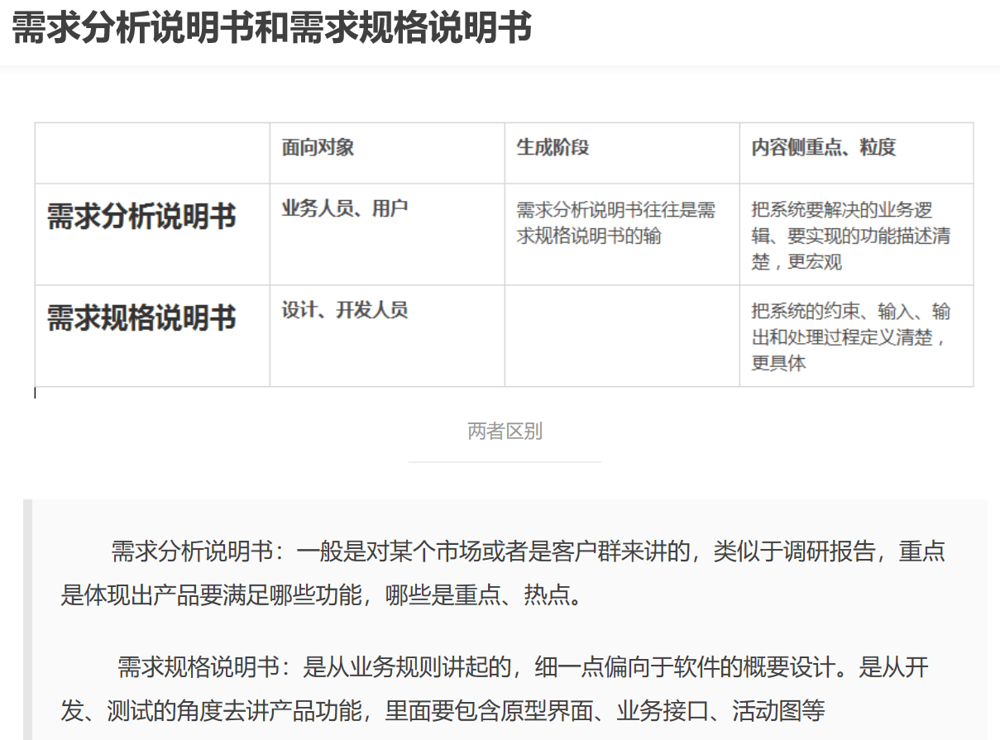 需求分析说明书和需求规格说明书
面向对象 生成阶段 内容侧重点、粒度
需求分析说明书 业务人员、用户 需求分析说明书往往是需 把系统要解决的业务逻
求规格说明书的输 辑、要实现的功能描述清
楚，更宏观
需求规格说明书 设计、开发人员 把系统的约束、输入、输
出和处理过程定义清楚，
更具体
两者区别
需求分析说明书：一般是对某个市场或者是客户群来讲的，类似于调研报告，重点
是体现出产品要满足哪些功能，哪些是重点、热点。
需求规格说明书：是从业务规则讲起的，细一点偏向于软件的概要设计。是从开
发、测试的角度去讲产品功能，里面要包含原型界面、业务接口、活动图等